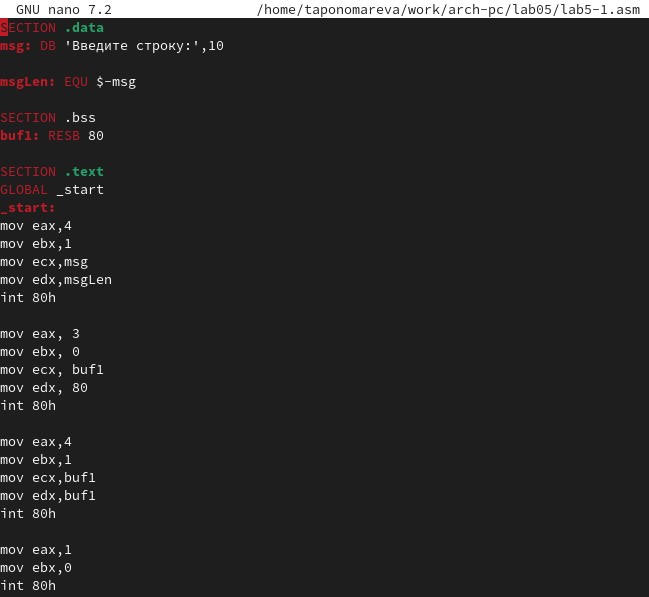 GNU nano 7.2 /home/taponomareva/work/arch-pc/lab05/lab5-1.asm
SECTION .data
msg: DB 'Введите строку:',10
msgLen: EQU $-msg
SECTION .bss
buf1: RESB 80
SECTION .text
GLOBAL _start
_start:
mov eax,4
mov ebx,1
mov ecx,msg
mov edx,msgLen
int 80h
mov eax, 3
mov ebx, 0
mov ecx, buf1
mov edx, 80
int 80h
mov eax,4
mov ebx,1
mov ecx,buf1
mov edx,buf1
int 80h
mov eax,1
mov ebx,0
int 80h